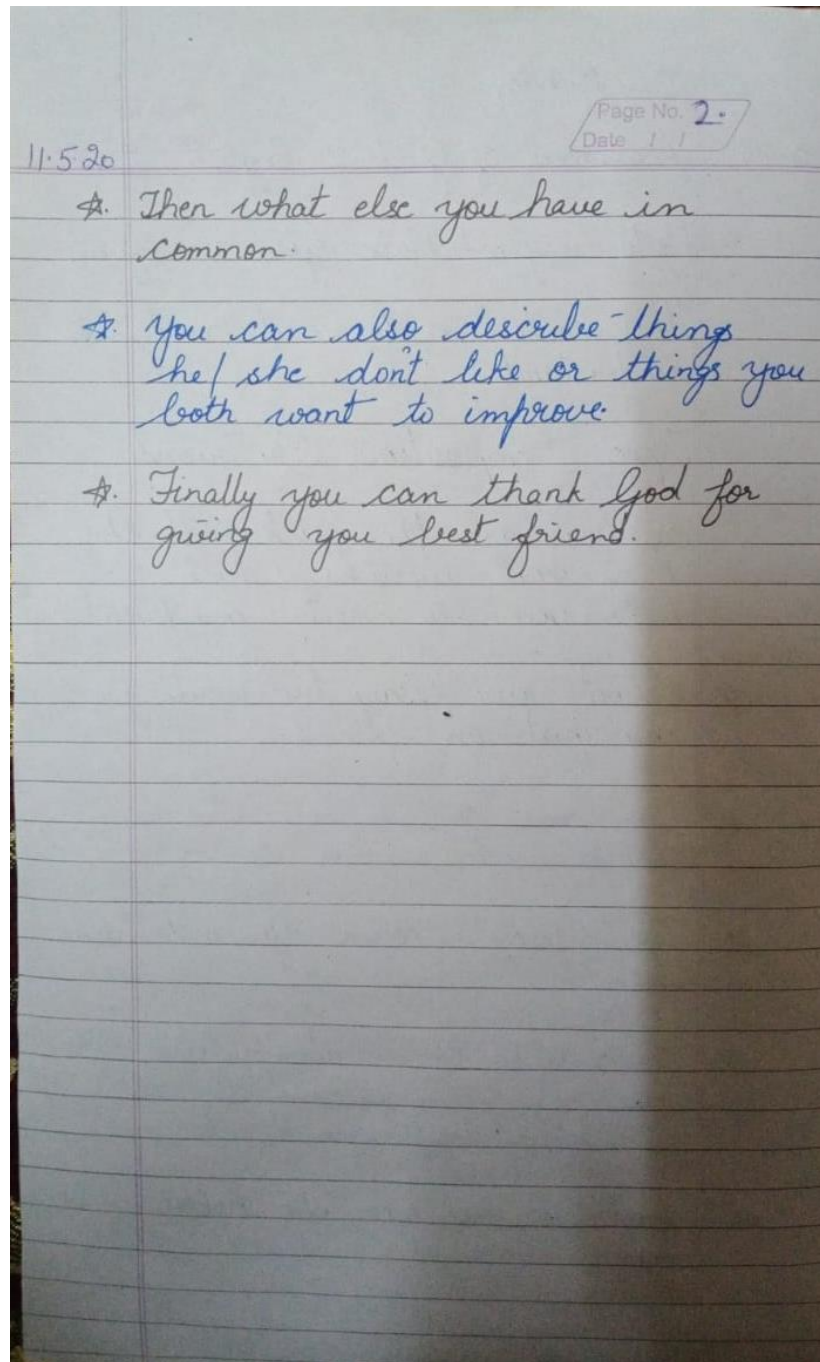 Page No. 2.
Date / /
11.5.20
☆. Then what else you have in
common.
☆. You can also describe things
he/ she don't like or things you
both want to improve.
☆. Finally you can thank God for
giving you best friend.